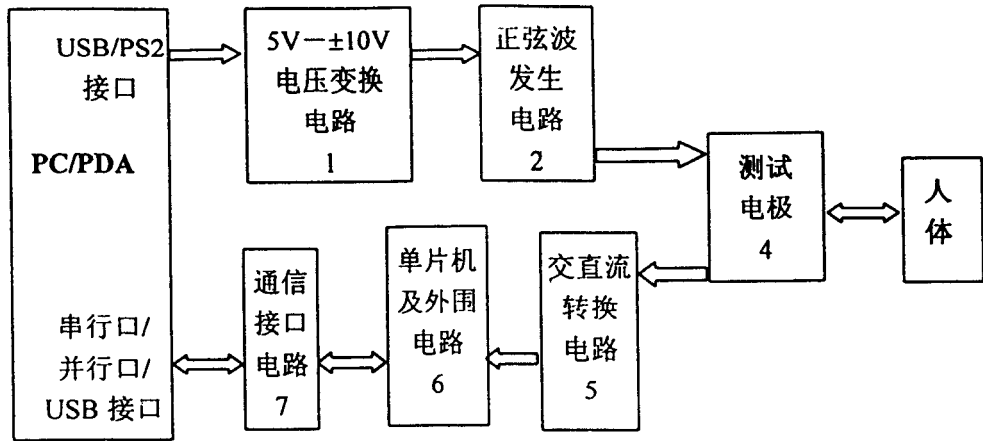 USB/PS2
接口
PC/PDA
串行口/
并行口/
USB 接口
5V－±10V
电压变换
电路
1
正弦波
发生
电路
2
测试
电极
4
人
体
交直流
转换
电路
5
单片机
及外围
电路
6
通信
接口
电路
7